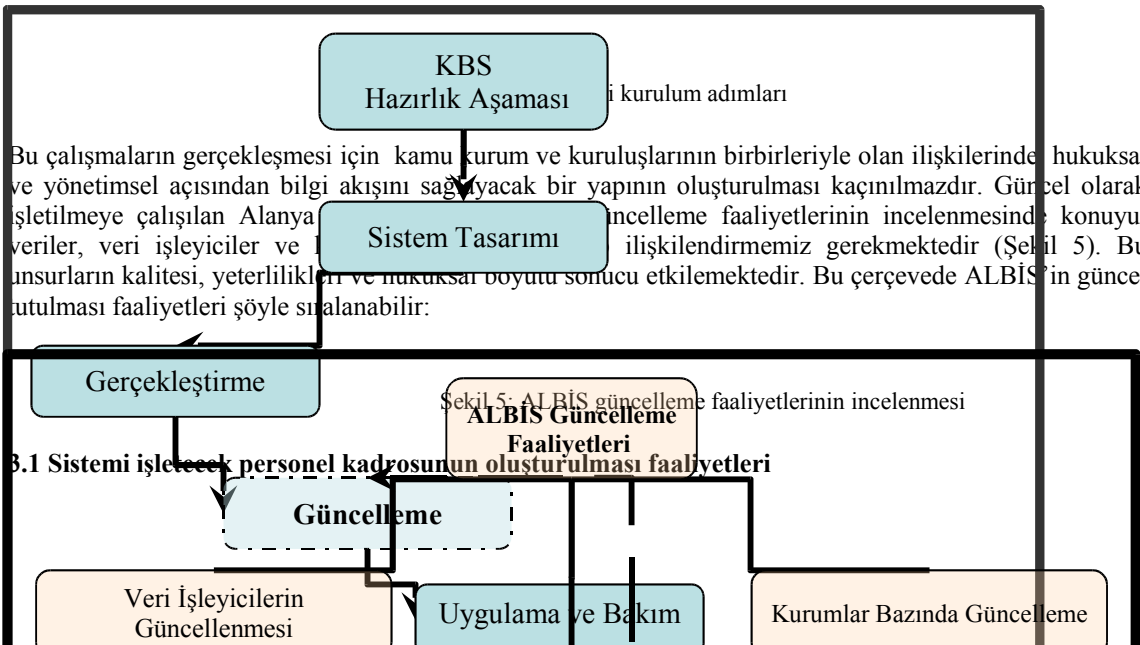 KBS
Hazırlık Aşaması
i kurulum adımları
Bu çalışmaların gerçekleşmesi için kamu kurum ve kuruluşlarının birbirleriyle olan ilişkilerinde hukuksa
ve yönetimsel açısından bilgi akışını sağlayacak bir yapının oluşturulması kaçınılmazdır. Güncel olarak
işletilmeye çalışılan Alanya incelleme faaliyetlerinin incelenmesinde konuyu
veriler, veri işleyiciler ve ilişkilendirmemiz gerekmektedir (Şekil 5). Bu
unsurların kalitesi, yeterlilikleri ve hukuksal boyutu sonucu etkilemektedir. Bu çerçevede ALBİS’in günce
tutulması faaliyetleri şöyle sıralanabilir:
Sistem Tasarımı
Gerçekleştirme
Şekil 5: ALBİS güncelleme faaliyetlerinin incelenmesi
ALBİS Güncelleme
Faaliyetleri
3.1 Sistemi işletecek personel kadrosunun oluşturulması faaliyetleri
Güncelleme
Veri İşleyicilerin
Güncellenmesi
Uygulama ve Bakım
Kurumlar Bazında Güncelleme